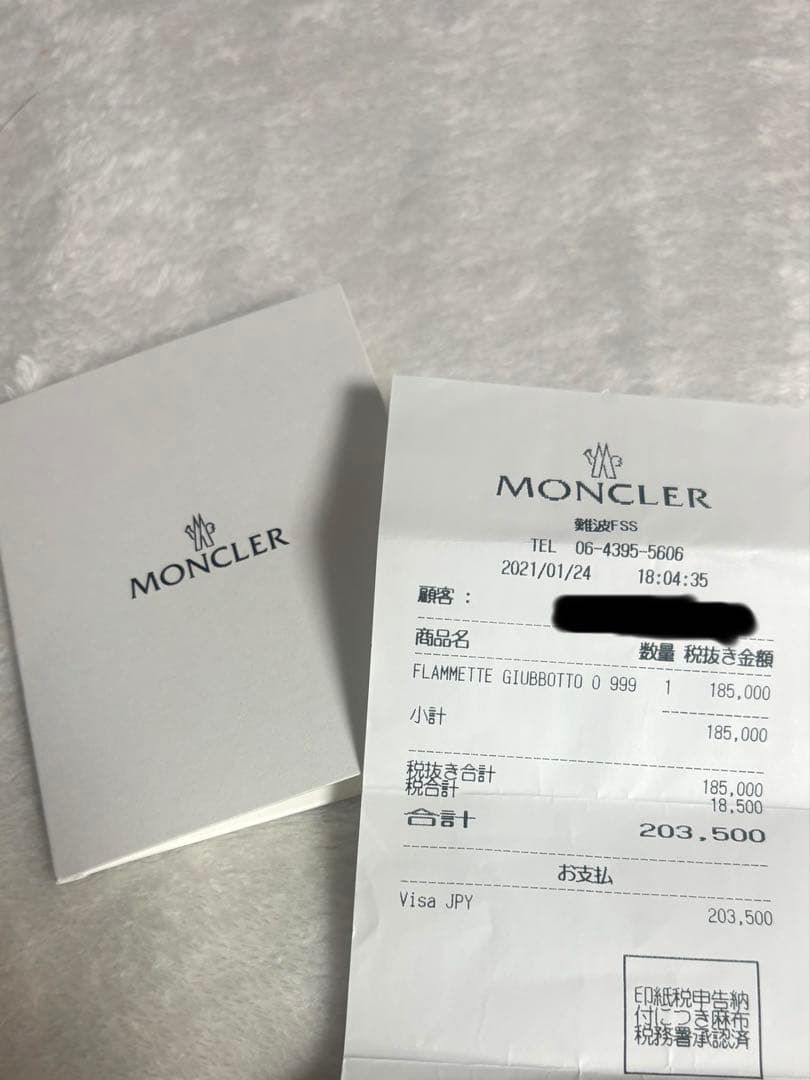 MONCLER
MONCLER
難波FSS
TEL 06-4395-5606
2021/01/24 18:04:35
顧客 :
商品名 数量 税抜き金額
FLAMMETTE GIUBBOTTO 0 999 1 185,000
小計 185,000
税抜き合計 185,000
税合計 18,500
合計 203,500
お支払
Visa JPY 203,500
印紙税申告納
付につき麻布
税務署承認済